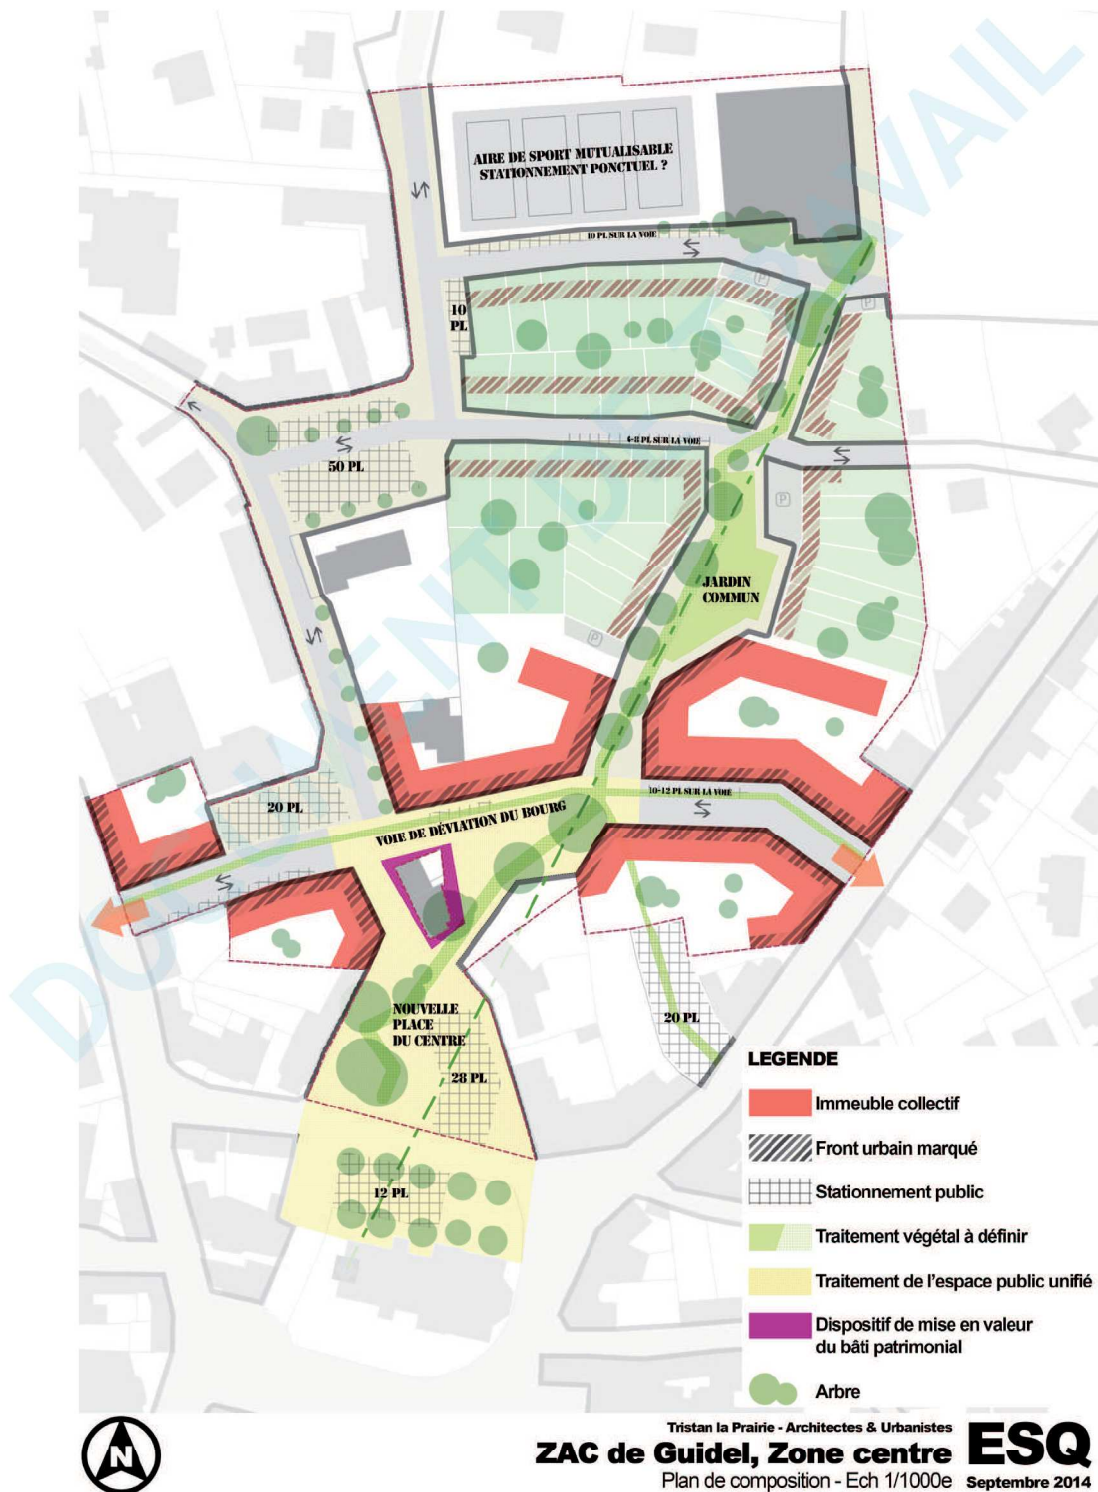 DOCUMENT DE TRAVAIL
AIRE DE SPORT MUTUALISABLE
STATIONNEMENT PONCTUEL ?
10 PL SUR LA VOIE
P
P
10
PL
6-8 PL SUR LA VOIE
50 PL
P
JARDIN
COMMUN
P
20 PL
10-12 PL SUR LA VOIE
VOIE DE DÉVIATION DU BOURG
NOUVELLE
PLACE
DU CENTRE
20 PL
28 PL
12 PL
LEGENDE
Immeuble collectif
Front urbain marqué
Stationnement public
Traitement végétal à définir
Traitement de l'espace public unifié
Dispositif de mise en valeur
du bâti patrimonial
Arbre
N
Tristan la Prairie - Architectes & Urbanistes
ZAC de Guidel, Zone centre
Plan de composition - Ech 1/1000e
ESQ
Septembre 2014